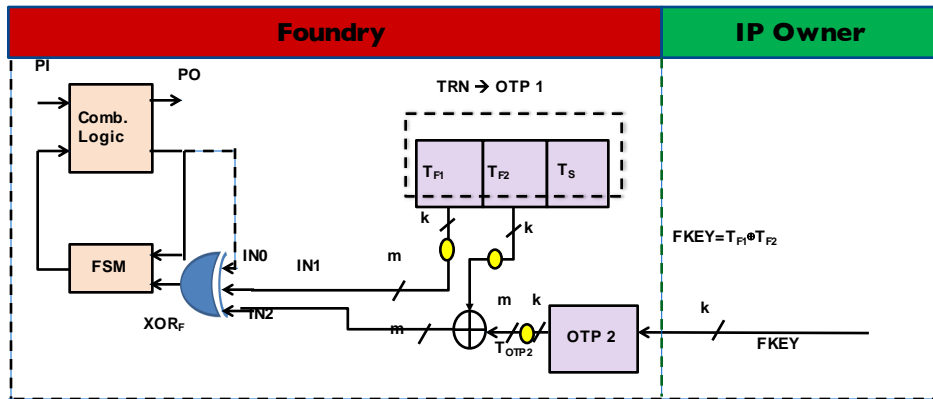 Foundry
IP Owner
PI
PO
TRN → OTP 1
Comb.
Logic
TF1
TF2
TS
k
k
FKEY=TF1⊕TF2
IN0
IN1
m
FSM
m
k
k
IN2
XORF
m
TOTP2
OTP 2
FKEY